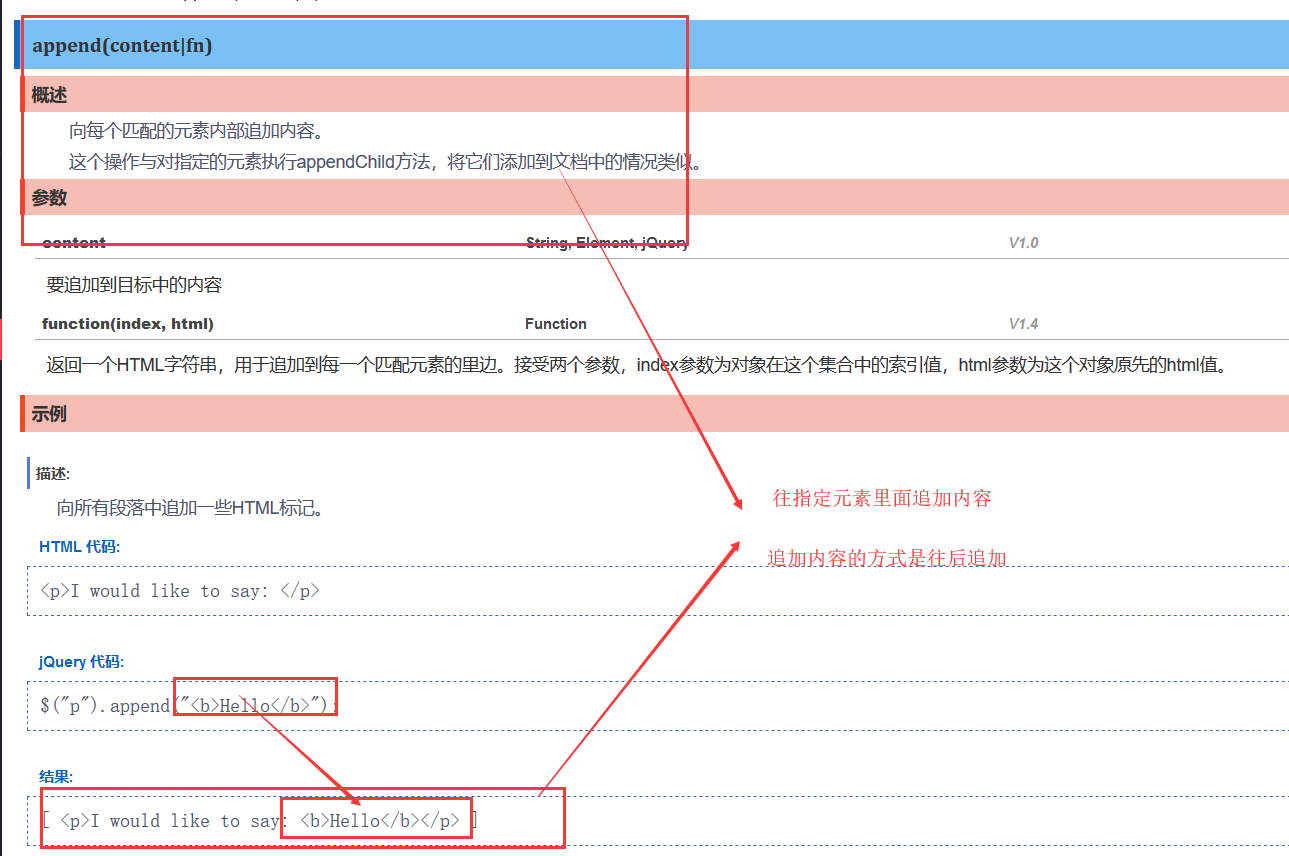 append(content|fn)
概述
向每个匹配的元素内部追加内容。
这个操作与对指定的元素执行appendChild方法，将它们添加到文档中的情况类似。
参数
content String, Element, jQuery V1.0
要追加到目标中的内容
function(index, html) Function V1.4
返回一个HTML字符串，用于追加到每一个匹配元素的里边。接受两个参数，index参数为对象在这个集合中的索引值，html参数为这个对象原先的html值。
示例
描述:
往指定元素里面追加内容
向所有段落中追加一些HTML标记。
HTML 代码:
追加内容的方式是往后追加
<p>I would like to say: </p>
jQuery 代码:
$("p").append("<b>Hello</b>");
结果:
[ <p>I would like to say: <b>Hello</b></p> ]